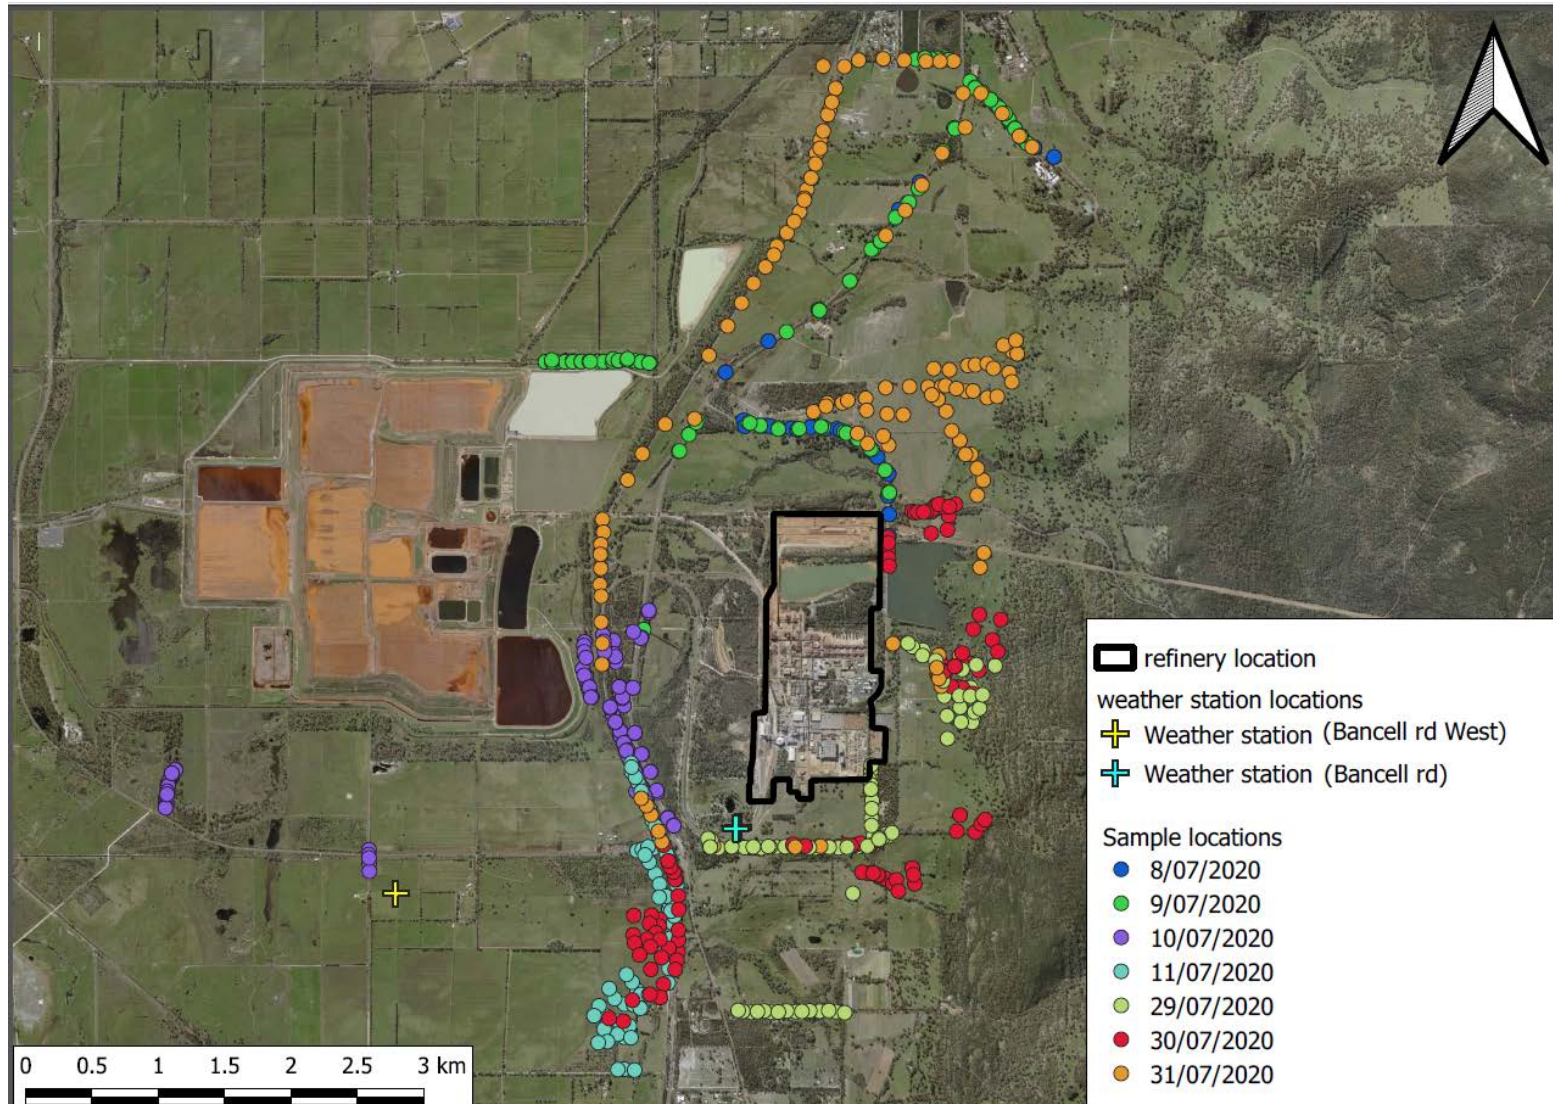 refinery location
weather station locations
Weather station (Bancell rd West)
Weather station (Bancell rd)
Sample locations
8/07/2020
9/07/2020
10/07/2020
11/07/2020
29/07/2020
30/07/2020
31/07/2020
0 0.5 1 1.5 2 3 km